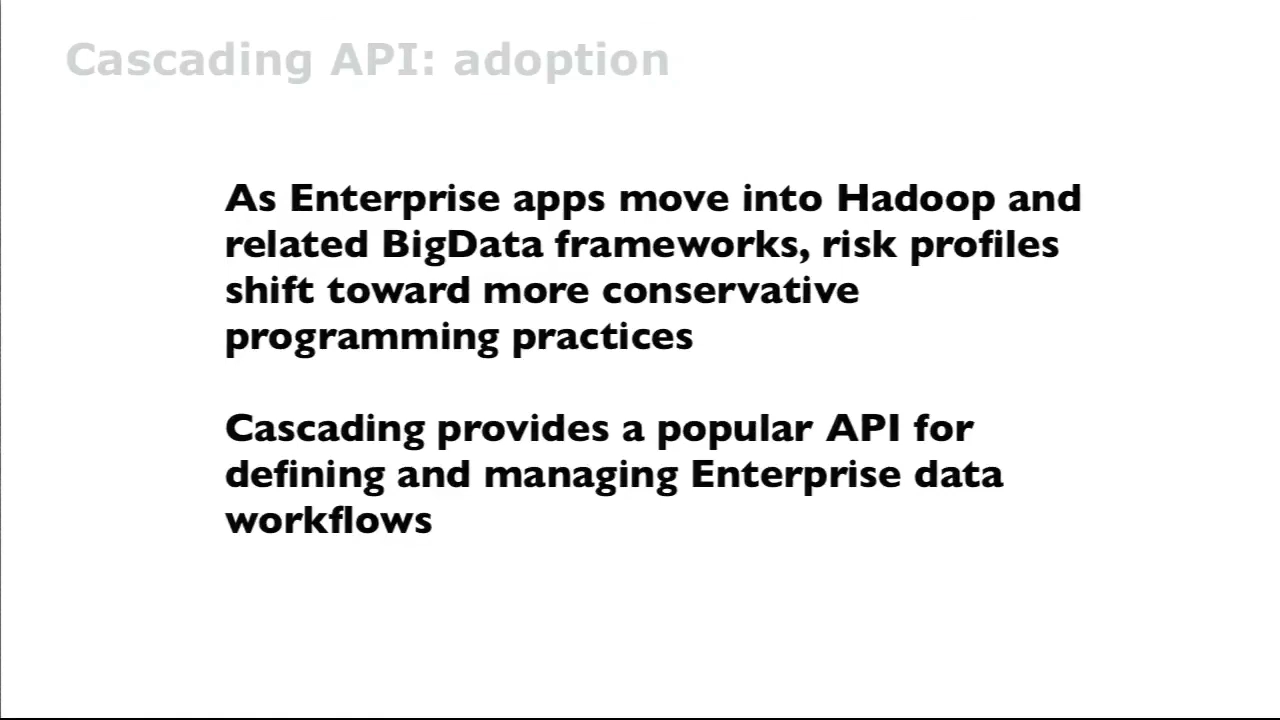 Cascading API: adoption
As Enterprise apps move into Hadoop and
related BigData frameworks, risk profiles
shift toward more conservative
programming practices
Cascading provides a popular API for
defining and managing Enterprise data
workflows